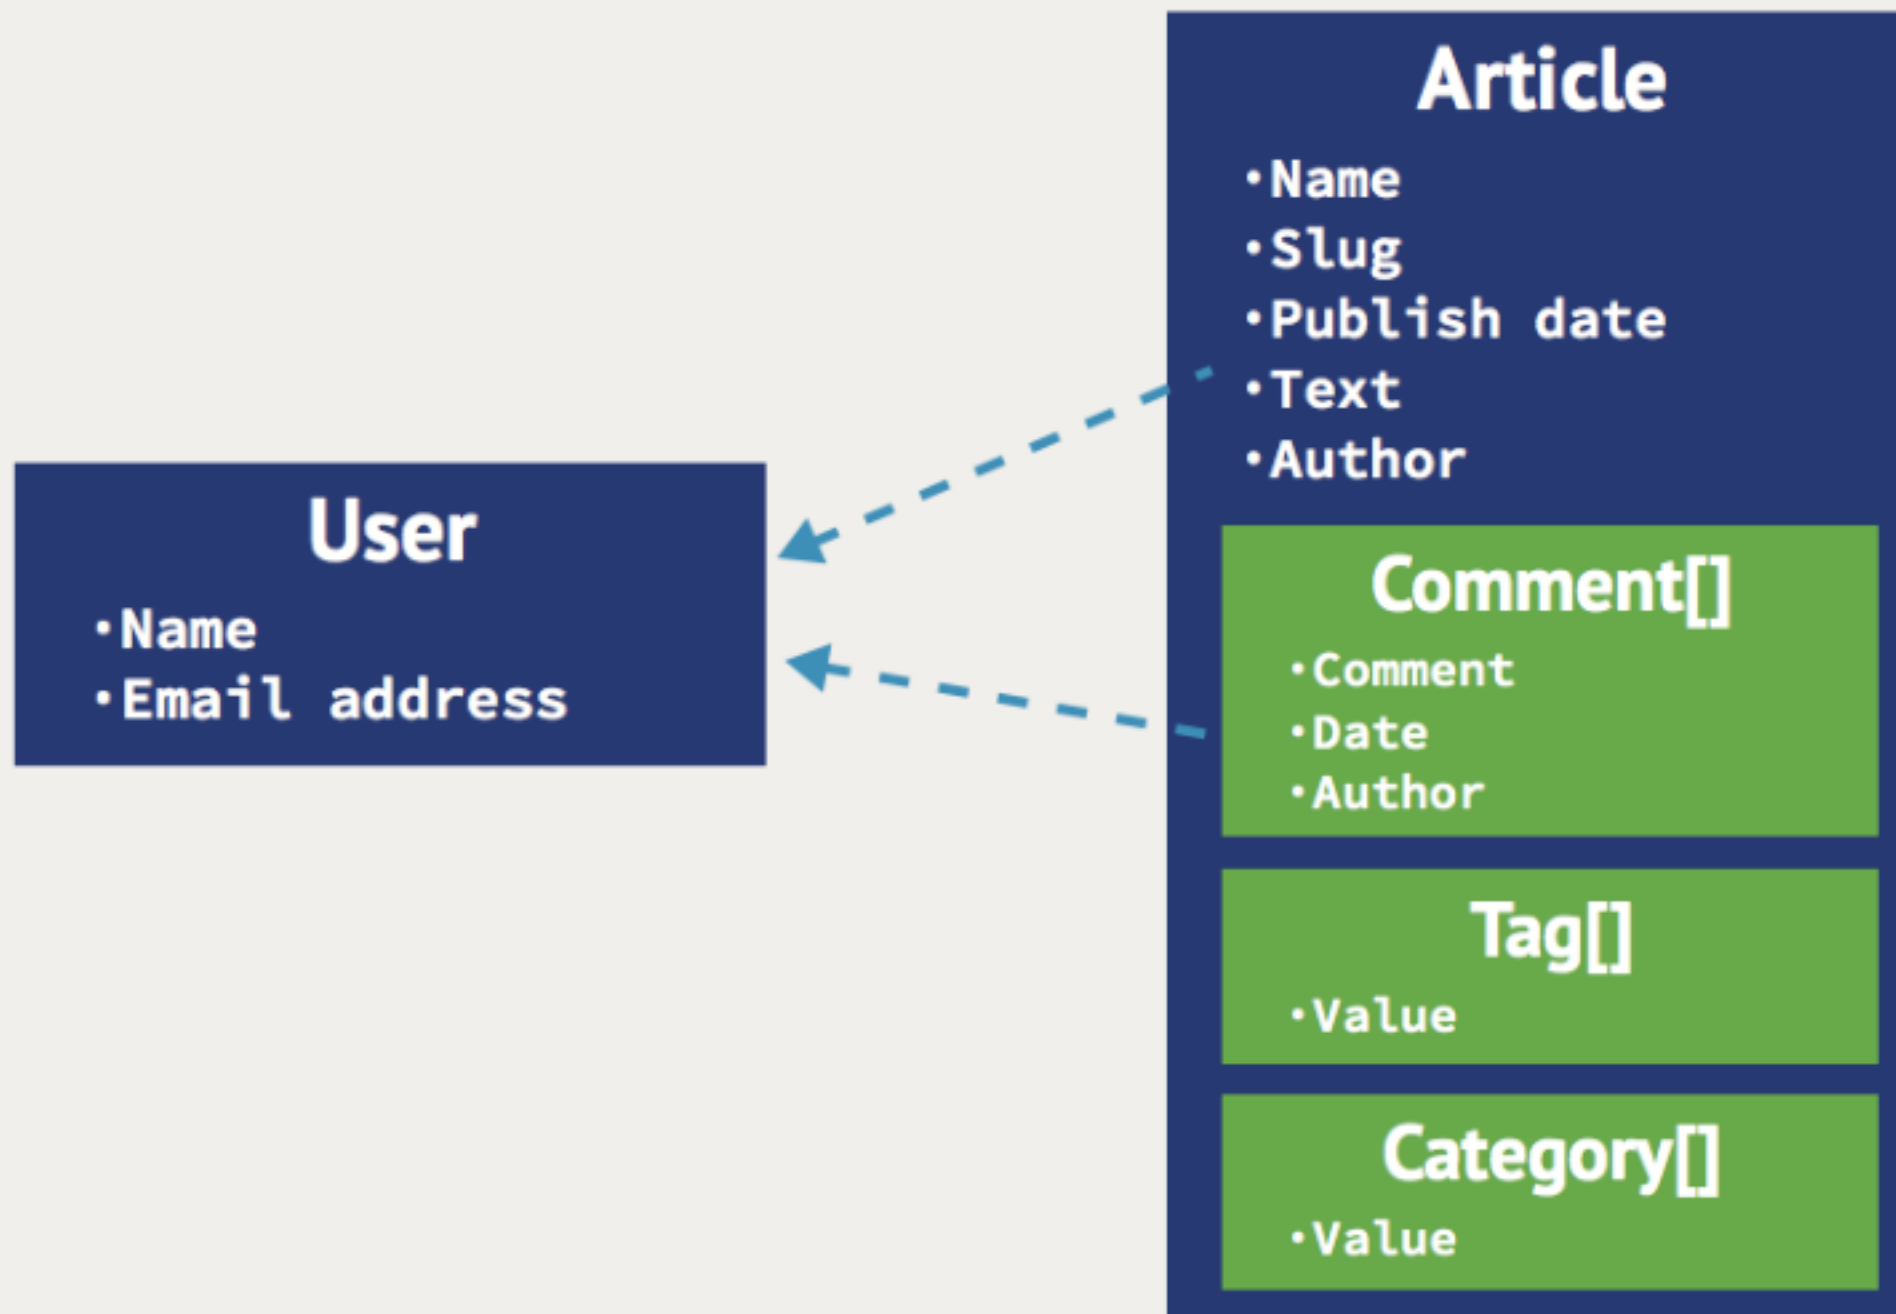 User
•Name
•Email address
Article
•Name
•Slug
•Publish date
•Text
•Author
Comment[]
•Comment
•Date
•Author
Tag[]
•Value
Category[]
•Value